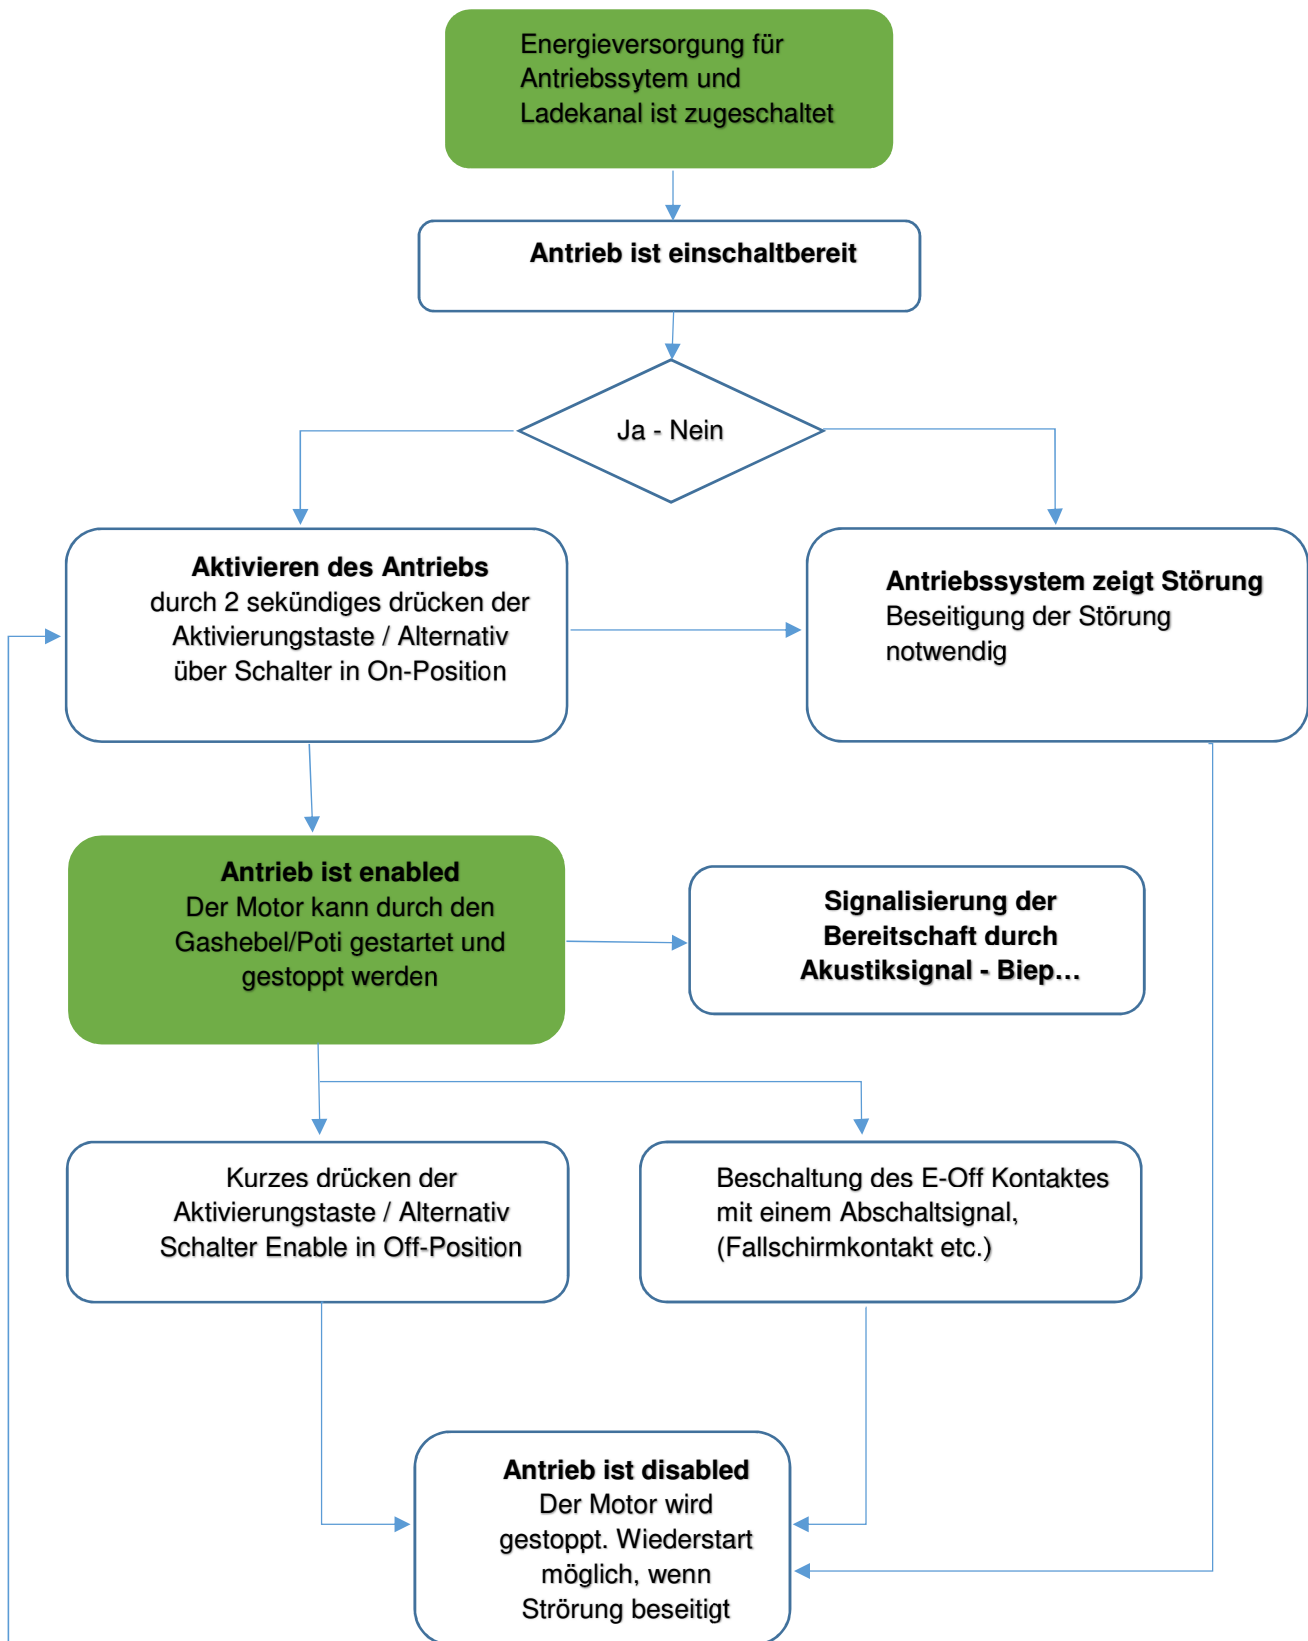 Energieversorgung für
Antriebssytem und
Ladekanal ist zugeschaltet
Antrieb ist einschaltbereit
Ja - Nein
Aktivieren des Antriebs
durch 2 sekündiges drücken der
Aktivierungstaste / Alternativ
über Schalter in On-Position
Antriebssystem zeigt Störung
Beseitigung der Störung
notwendig
Antrieb ist enabled
Der Motor kann durch den
Gashebel/Poti gestartet und
gestoppt werden
Signalisierung der
Bereitschaft durch
Akustiksignal - Biep...
Kurzes drücken der
Aktivierungstaste / Alternativ
Schalter Enable in Off-Position
Beschaltung des E-Off Kontaktes
mit einem Abschaltsignal,
(Fallschirmkontakt etc.)
Antrieb ist disabled
Der Motor wird
gestoppt. Wiederstart
möglich, wenn
Strörung beseitigt